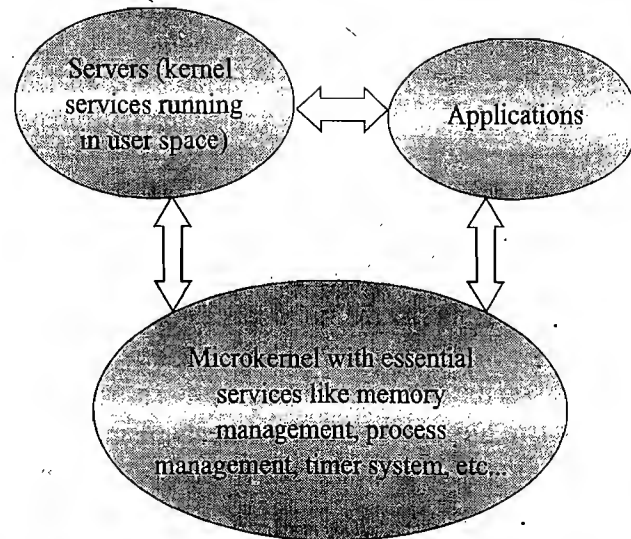 Servers (kernel
services running
in user space)
Applications
Microkernel with essential
services like memory
management, process
management, timer system, etc...